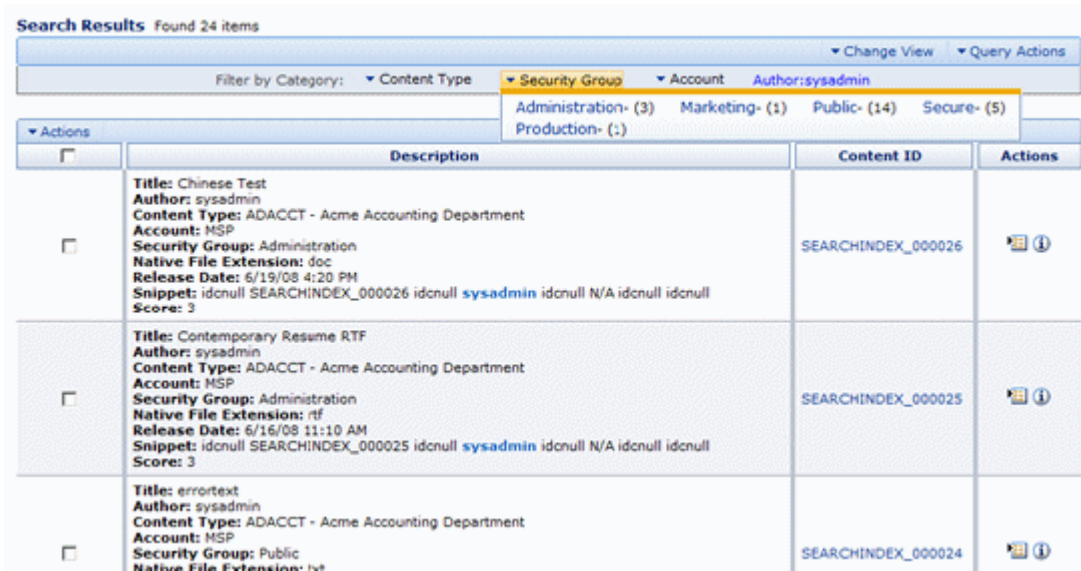 Search Results Found 24 items
Change View Query Actions
Filter by Category: Content Type Security Group Account Author:sysadmin
Administration- (3) Marketing- (1) Public- (14) Secure- (5)
Production- (1)
Actions
Description Content ID Actions
Title: Chinese Test
Author: sysadmin
Content Type: ADACCT - Acme Accounting Department
Account: MSP
Security Group: Administration
Native File Extension: doc
Release Date: 6/19/08 4:20 PM
Snippet: idcnull SEARCHINDEX_000026 idcnull sysadmin idcnull N/A idcnull idcnull
Score: 3
SEARCHINDEX_000026
Title: Contemporary Resume RTF
Author: sysadmin
Content Type: ADACCT - Acme Accounting Department
Account: MSP
Security Group: Administration
Native File Extension: rtf
Release Date: 6/16/08 11:10 AM
Snippet: idcnull SEARCHINDEX_000025 idcnull sysadmin idcnull N/A idcnull idcnull
Score: 3
SEARCHINDEX_000025
Title: errortext
Author: sysadmin
Content Type: ADACCT - Acme Accounting Department
Account: MSP
Security Group: Public
Native File Extension: txt
SEARCHINDEX_000024